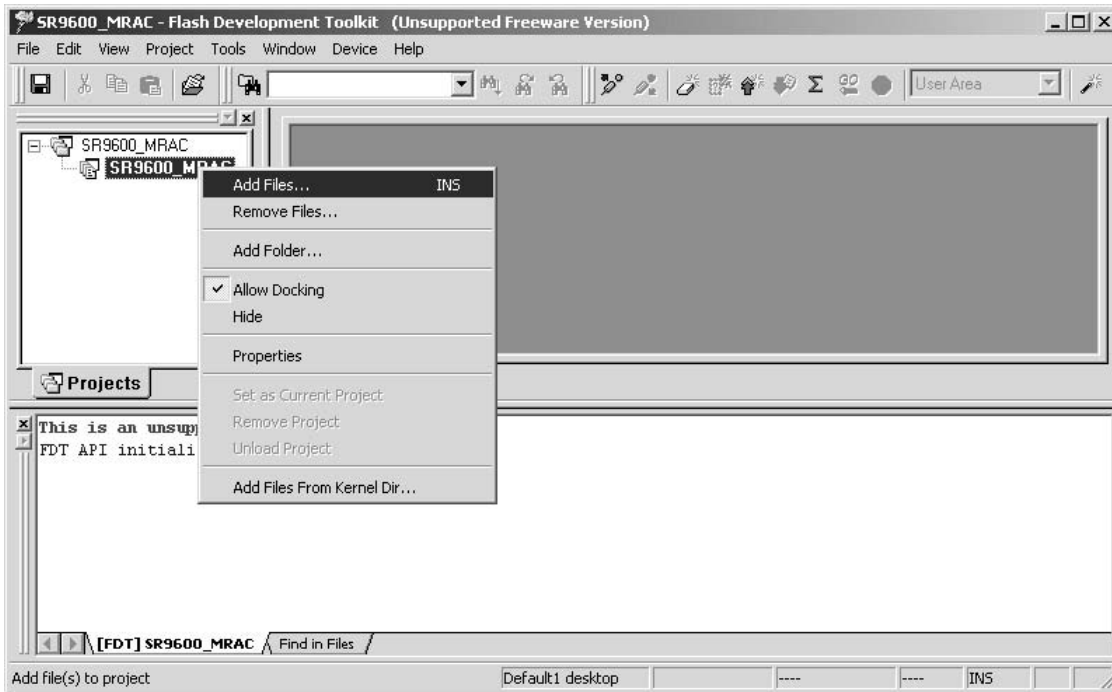 SR9600_MRAC - Flash Development Toolkit (Unsupported Freeware Version)
File Edit View Project Tools Window Device Help
User Area
SR9600_MRAC
SR9600_MRAC
Add Files... INS
Remove Files...
Add Folder...
Allow Docking
Hide
Properties
Set as Current Project
Remove Project
Unload Project
Add Files From Kernel Dir...
Projects
This is an unsupp
FDT API initiali
[FDT] SR9600_MRAC Find in Files
Add file(s) to project Default1 desktop ---- ---- INS